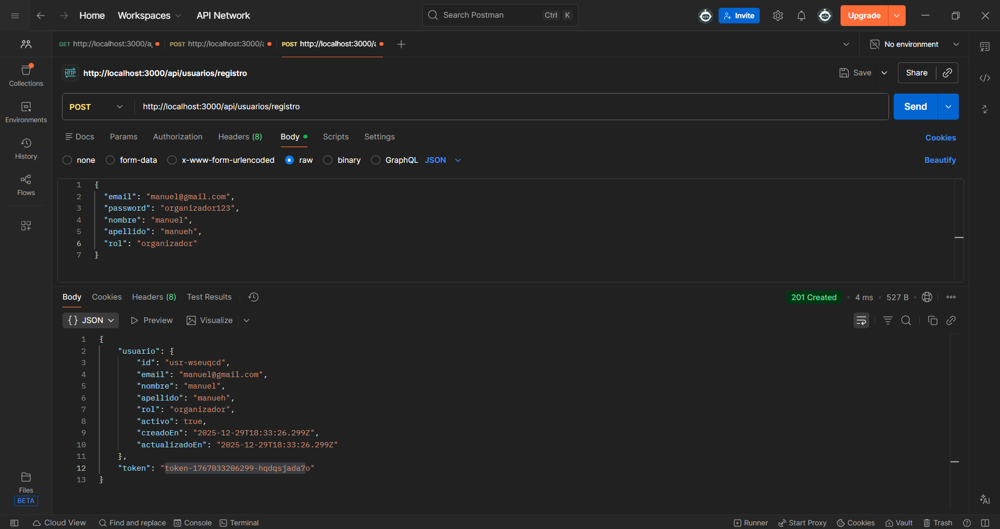 Home Workspaces API Network Search Postman Ctrl K Invite Upgrade
GET http://localhost:3000/a POST http://localhost:3000/a POST http://localhost:3000/a No environment
HTTP http://localhost:3000/api/usuarios/registro Save Share
Collections
POST http://localhost:3000/api/usuarios/registro Send
Environments
Docs Params Authorization Headers (8) Body Scripts Settings Cookies
History
none form-data x-www-form-urlencoded raw binary GraphQL JSON Beautify
Flows
1 {
2 "email": "manuel@gmail.com",
3 "password": "organizador123",
4 "nombre": "manuel",
5 "apellido": "manueh",
6 "rol": "organizador"
7 }
Body Cookies Headers (8) Test Results 201 Created 4 ms 527 B
{} JSON Preview Visualize
1 {
2 "usuario": {
3 "id": "usr-wseuqcd",
4 "email": "manuel@gmail.com",
5 "nombre": "manuel",
6 "apellido": "manueh",
7 "rol": "organizador",
8 "activo": true,
9 "creadoEn": "2025-12-29T18:33:26.299Z",
10 "actualizadoEn": "2025-12-29T18:33:26.299Z"
11 },
12 "token": "token-1767033206299-hqdqsjada7o"
13 }
Files
BETA
AI
Cloud View Find and replace Console Terminal Runner Start Proxy Cookies Vault Trash